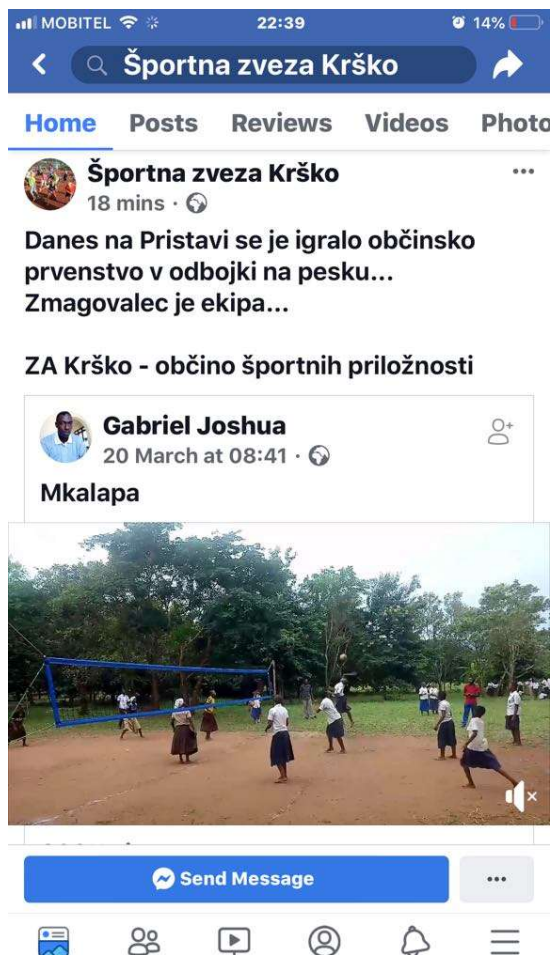 MOBITEL 22:39 14%
Športna zveza Krško
Home Posts Reviews Videos Photo
Športna zveza Krško
18 mins ·
Danes na Pristavi se je igralo občinsko
prvenstvo v odbojki na pesku...
Zmagovalec je ekipa...
ZA Krško - občino športnih priložnosti
Gabriel Joshua
20 March at 08:41 ·
Mkalapa
Send Message